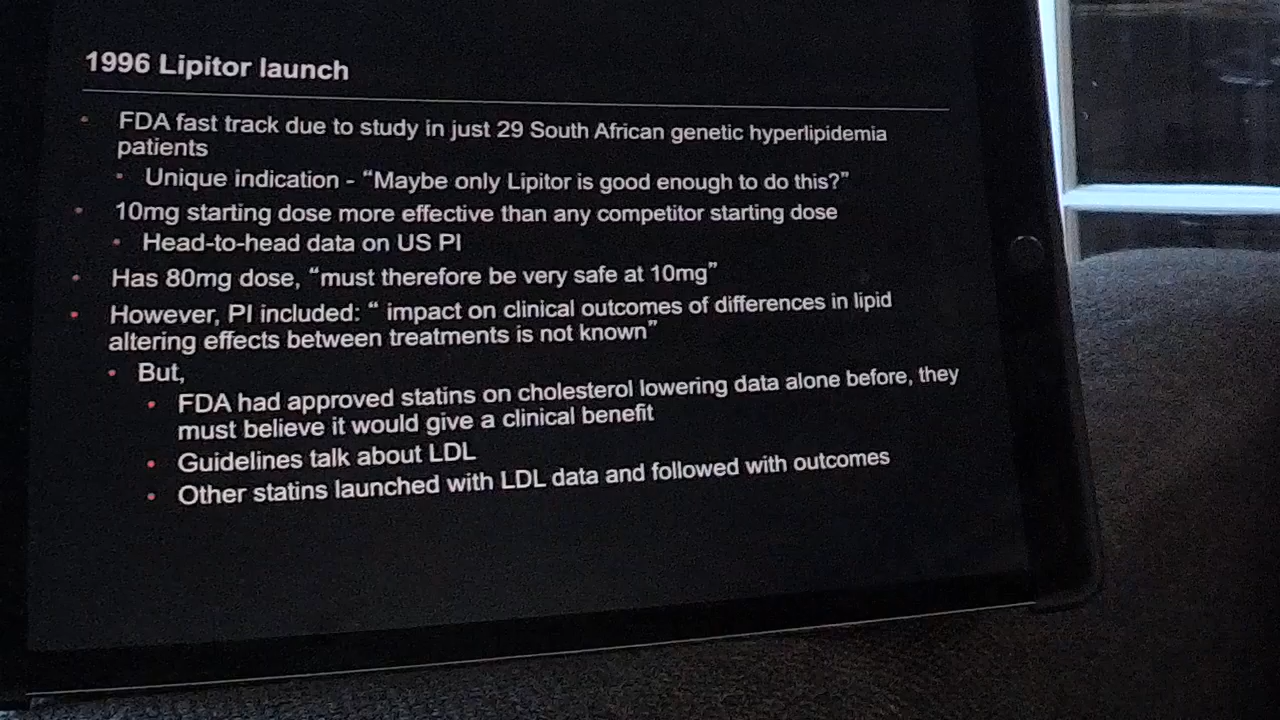 1996 Lipitor launch
• FDA fast track due to study in just 29 South African genetic hyperlipidemia
patients
• Unique indication - “Maybe only Lipitor is good enough to do this?”
• 10mg starting dose more effective than any competitor starting dose
• Head-to-head data on US PI
• Has 80mg dose, “must therefore be very safe at 10mg”
• However, PI included: “ impact on clinical outcomes of differences in lipid
altering effects between treatments is not known”
• But,
• FDA had approved statins on cholesterol lowering data alone before, they
must believe it would give a clinical benefit
• Guidelines talk about LDL
• Other statins launched with LDL data and followed with outcomes